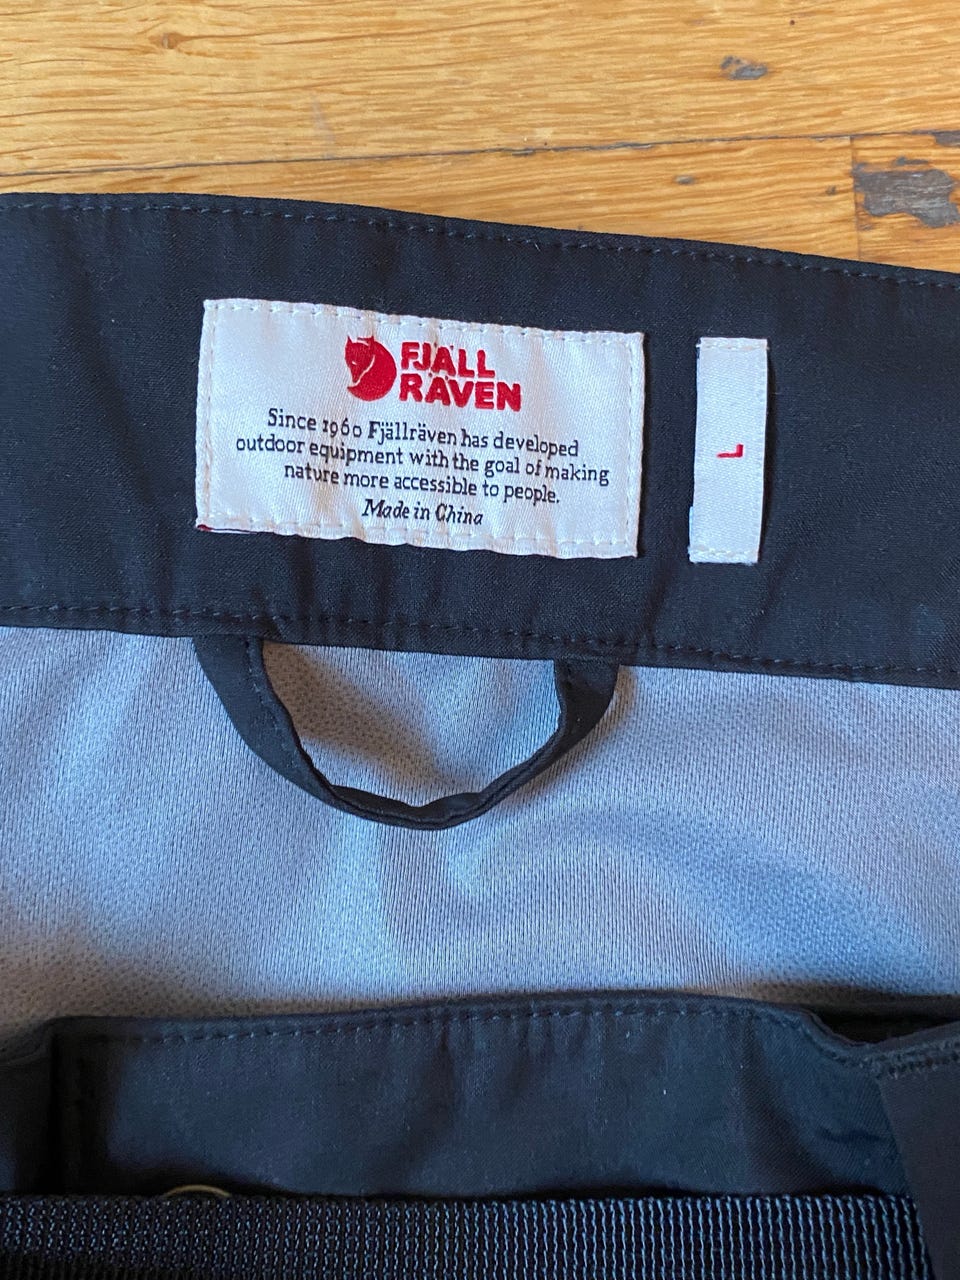 FJÄLL
RÄVEN
Since 1960 Fjällräven has developed
outdoor equipment with the goal of making
nature more accessible to people.
Made in China
L